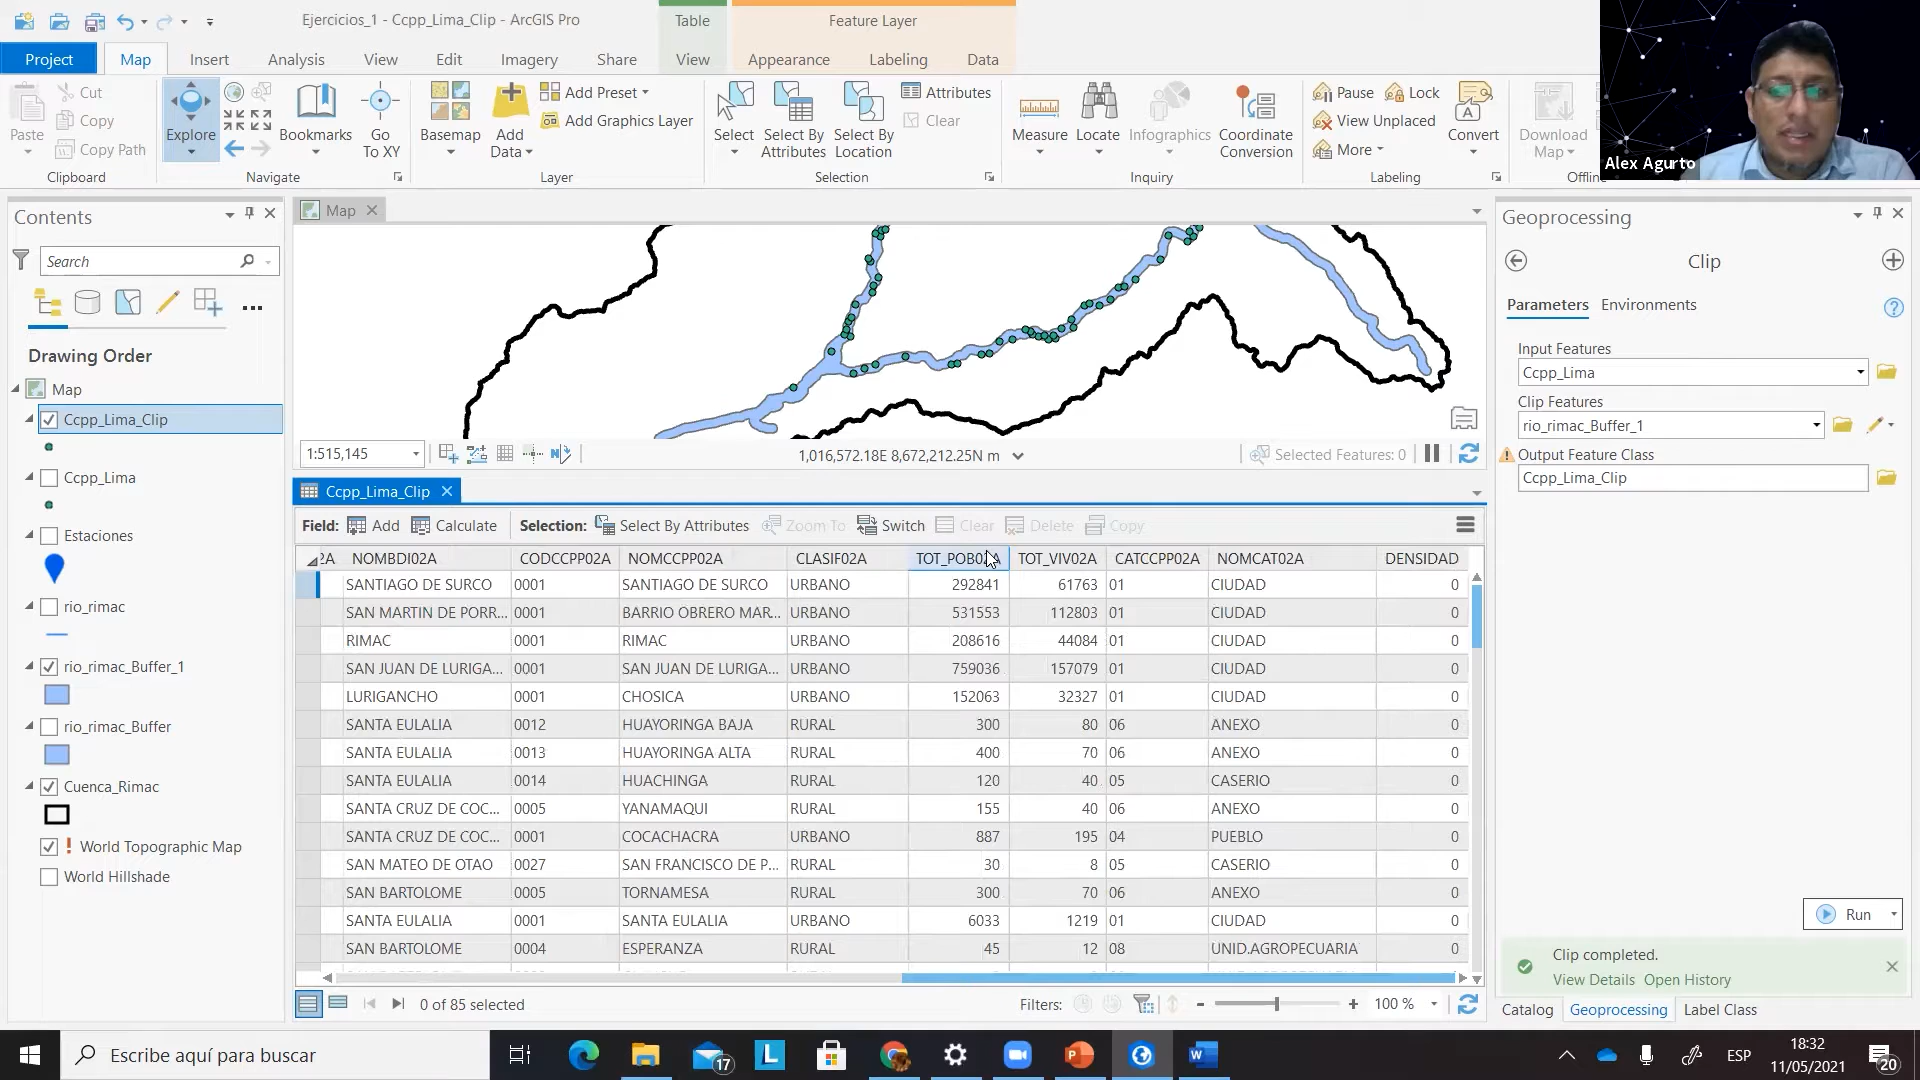 Ejercicios_1 - Ccpp_Lima_Clip - ArcGIS Pro
Table
Feature Layer
Project
Map
Insert
Analysis
View
Edit
Imagery
Share
View
Appearance
Labeling
Data
Paste
Cut
Copy
Copy Path
Clipboard
Explore
Bookmarks
Go To XY
Navigate
Basemap
Add Data
Add Preset
Add Graphics Layer
Layer
Select
Select By Attributes
Select By Location
Attributes
Clear
Selection
Measure
Locate
Infographics
Coordinate Conversion
Inquiry
Pause
Lock
View Unplaced
More
Convert
Labeling
Download Map
Offline
Alex Agurto
Contents
Search
Drawing Order
Map
Ccpp_Lima_Clip
Ccpp_Lima
Estaciones
rio_rimac
rio_rimac_Buffer_1
rio_rimac_Buffer
Cuenca_Rimac
! World Topographic Map
World Hillshade
Map
1:515,145
1,016,572.18E 8,672,212.25N m
Selected Features: 0
Ccpp_Lima_Clip
Field: Add Calculate Selection: Select By Attributes Zoom To Switch Clear Delete Copy
2A NOMBDI02A CODCCPP02A NOMCCPP02A CLASIF02A TOT_POB02A TOT_VIV02A CATCCPP02A NOMCAT02A DENSIDAD
SANTIAGO DE SURCO 0001 SANTIAGO DE SURCO URBANO 292841 61763 01 CIUDAD 0
SAN MARTIN DE PORR... 0001 BARRIO OBRERO MAR... URBANO 531553 112803 01 CIUDAD 0
RIMAC 0001 RIMAC URBANO 208616 44084 01 CIUDAD 0
SAN JUAN DE LURIGA... 0001 SAN JUAN DE LURIGA... URBANO 759036 157079 01 CIUDAD 0
LURIGANCHO 0001 CHOSICA URBANO 152063 32327 01 CIUDAD 0
SANTA EULALIA 0012 HUAYORINGA BAJA RURAL 300 80 06 ANEXO 0
SANTA EULALIA 0013 HUAYORINGA ALTA RURAL 400 70 06 ANEXO 0
SANTA EULALIA 0014 HUACHINGA RURAL 120 40 05 CASERIO 0
SANTA CRUZ DE COC... 0005 YANAMAQUI RURAL 155 40 06 ANEXO 0
SANTA CRUZ DE COC... 0001 COCACHACRA URBANO 887 195 04 PUEBLO 0
SAN MATEO DE OTAO 0027 SAN FRANCISCO DE P... RURAL 30 8 05 CASERIO 0
SAN BARTOLOME 0005 TORNAMESA RURAL 300 70 06 ANEXO 0
SANTA EULALIA 0001 SANTA EULALIA URBANO 6033 1219 01 CIUDAD 0
SAN BARTOLOME 0004 ESPERANZA RURAL 45 12 08 UNID.AGROPECUARIA 0
0 of 85 selected
Filters:
100 %
Geoprocessing
Clip
Parameters
Environments
Input Features
Ccpp_Lima
Clip Features
rio_rimac_Buffer_1
Output Feature Class
Ccpp_Lima_Clip
Run
Clip completed.
View Details Open History
Catalog
Geoprocessing
Label Class
Escribe aquí para buscar
17
ESP
18:32
11/05/2021
20